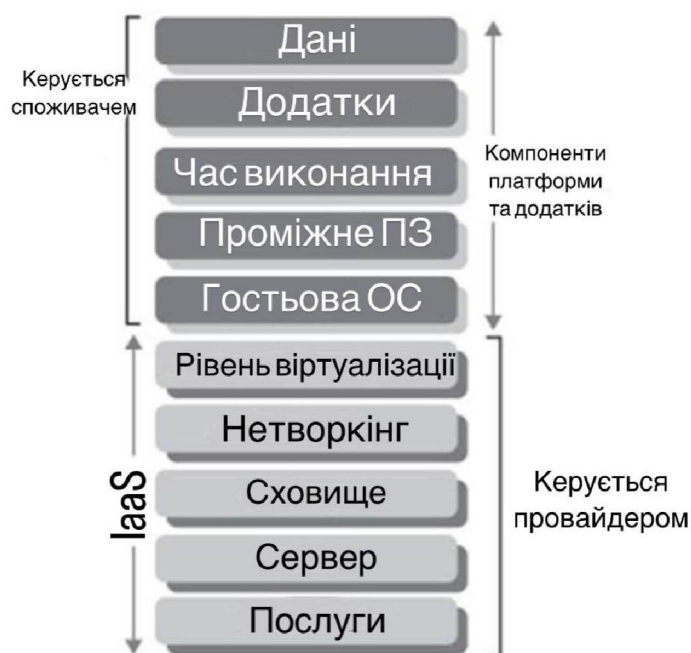 Дані
Керується
споживачем
Додатки
Час виконання
Компоненти
платформи
та додатків
Проміжне ПЗ
Гостьова ОС
Рівень віртуалізації
Нетворкінг
IaaS
Сховище
Керується
провайдером
Сервер
Послуги